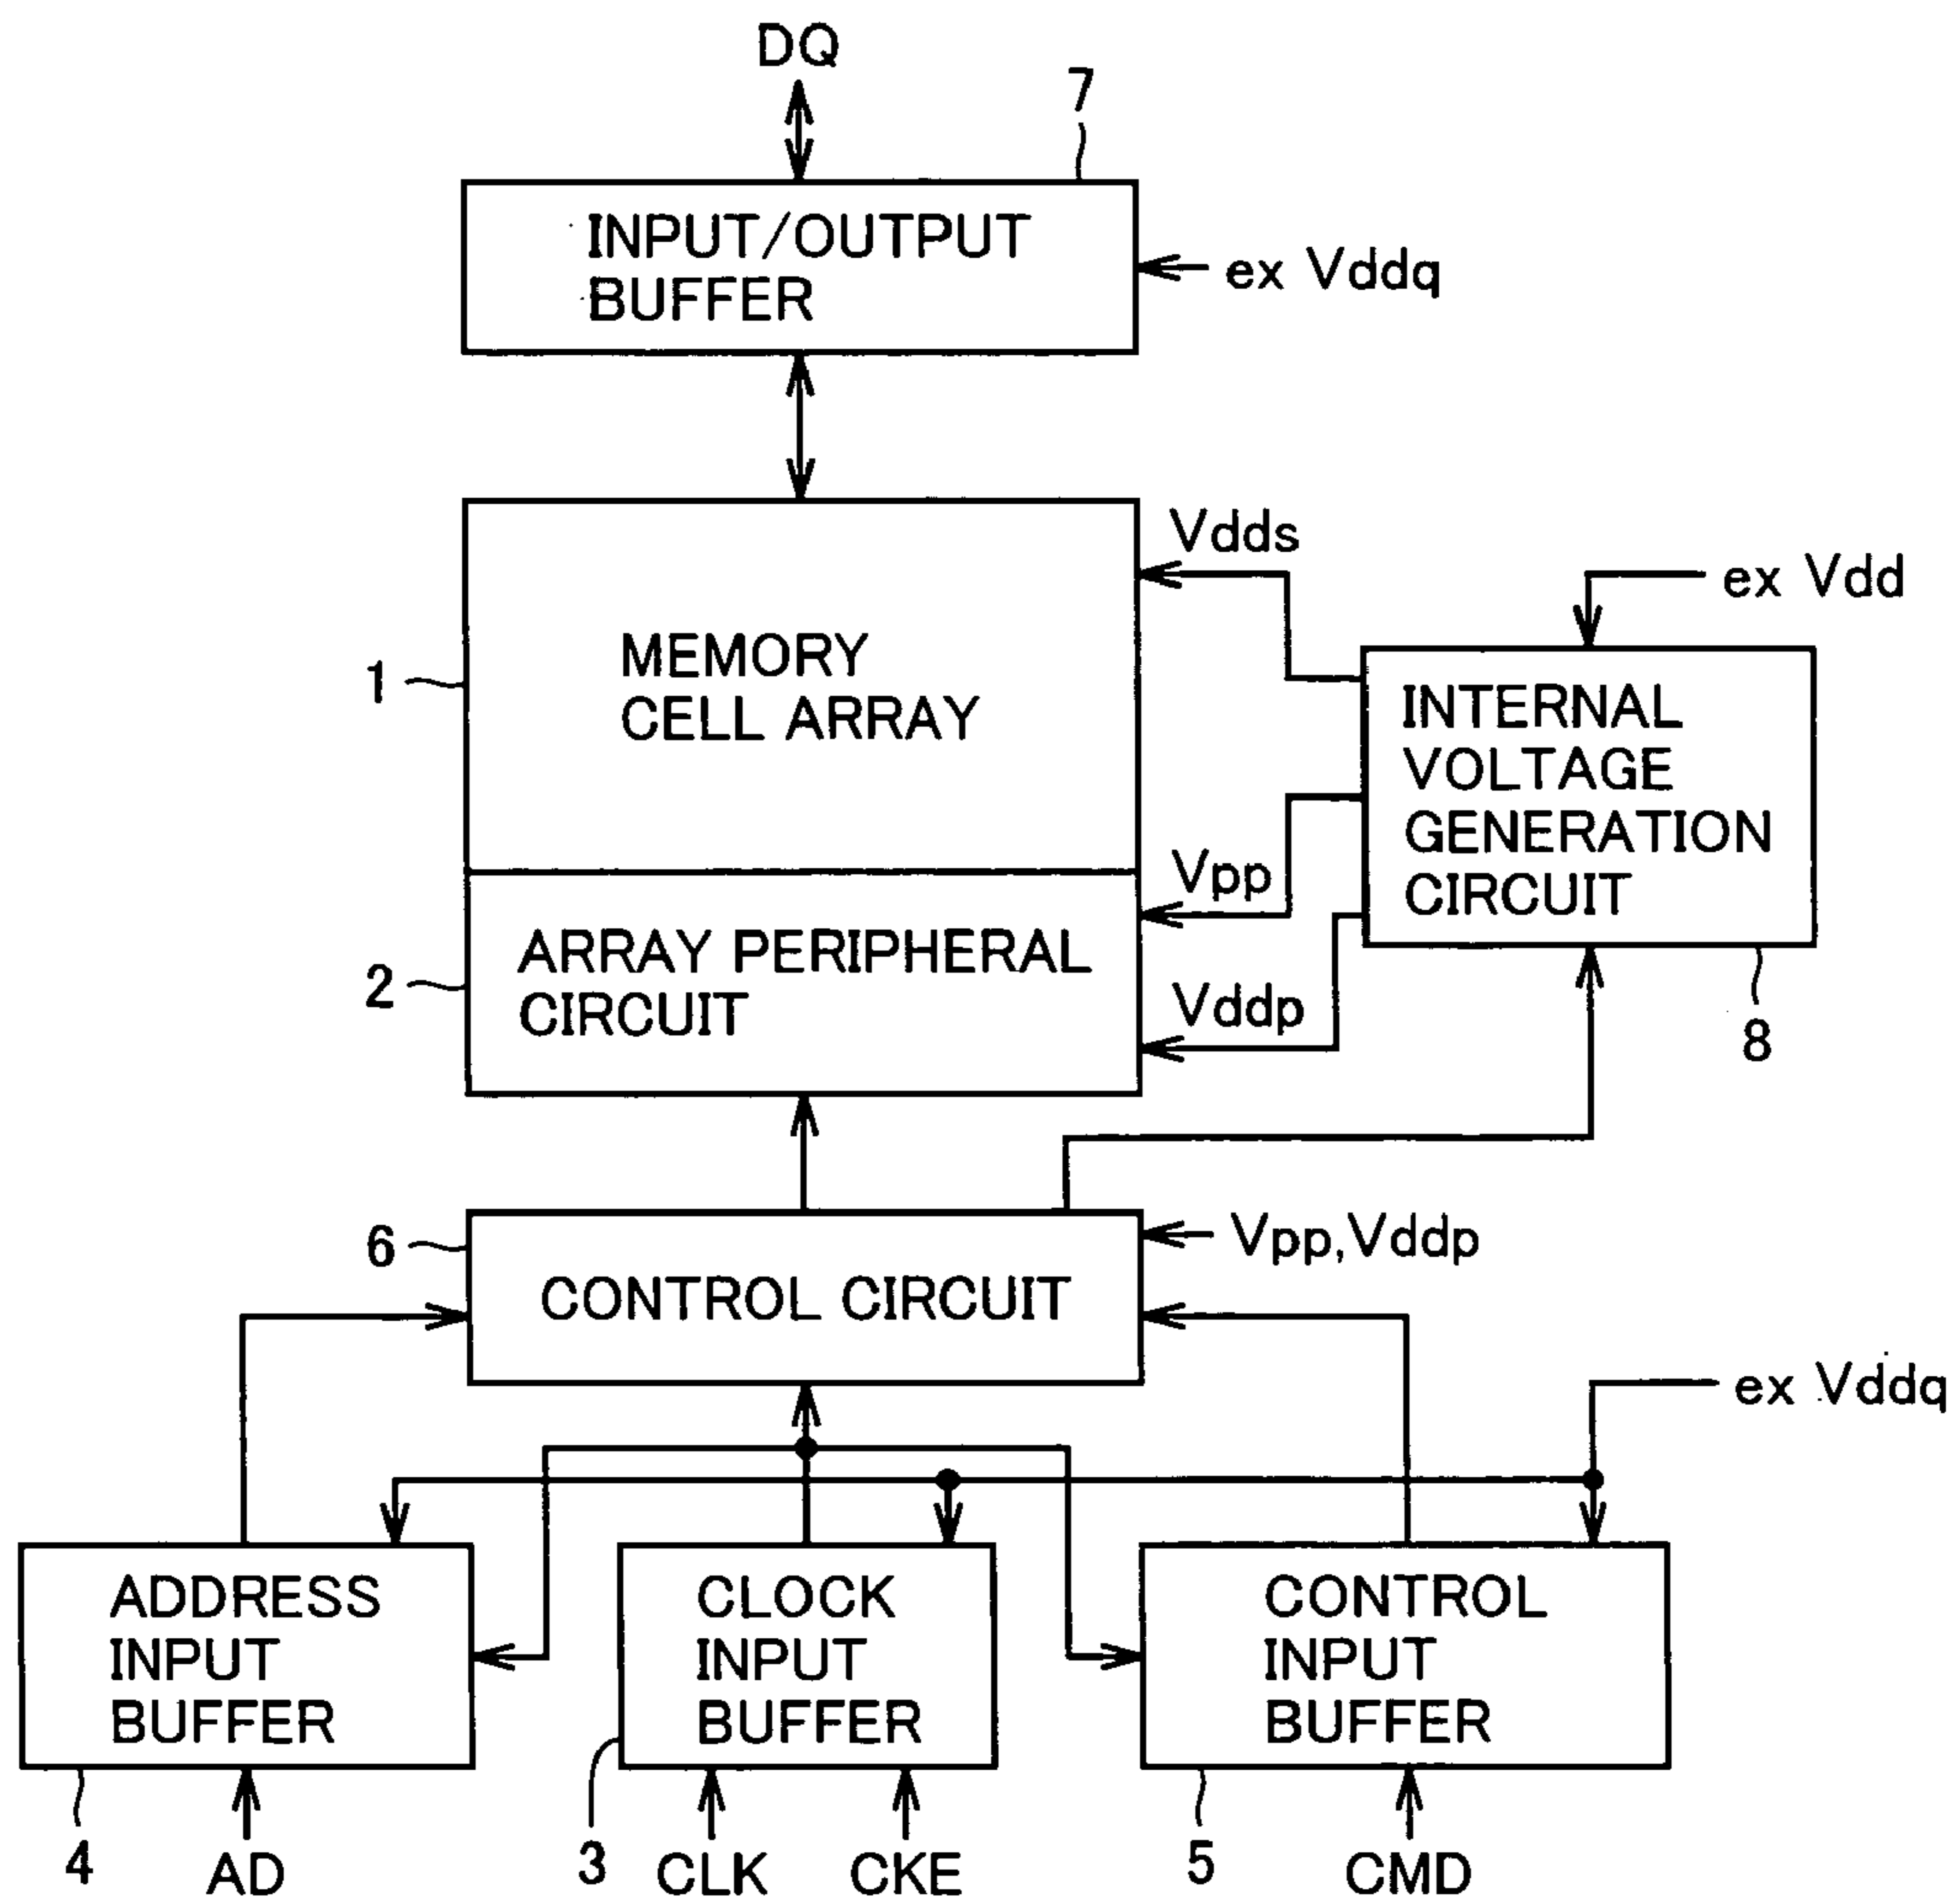 DQ
7
INPUT/OUTPUT
BUFFER
ex Vddq
Vdds
ex Vdd
1
MEMORY
CELL ARRAY
INTERNAL
VOLTAGE
GENERATION
CIRCUIT
Vpp
2
ARRAY PERIPHERAL
CIRCUIT
Vddp
8
6
Vpp,Vddp
CONTROL CIRCUIT
ex Vddq
ADDRESS
INPUT
BUFFER
CLOCK
INPUT
BUFFER
CONTROL
INPUT
BUFFER
4
AD
3
CLK
CKE
5
CMD